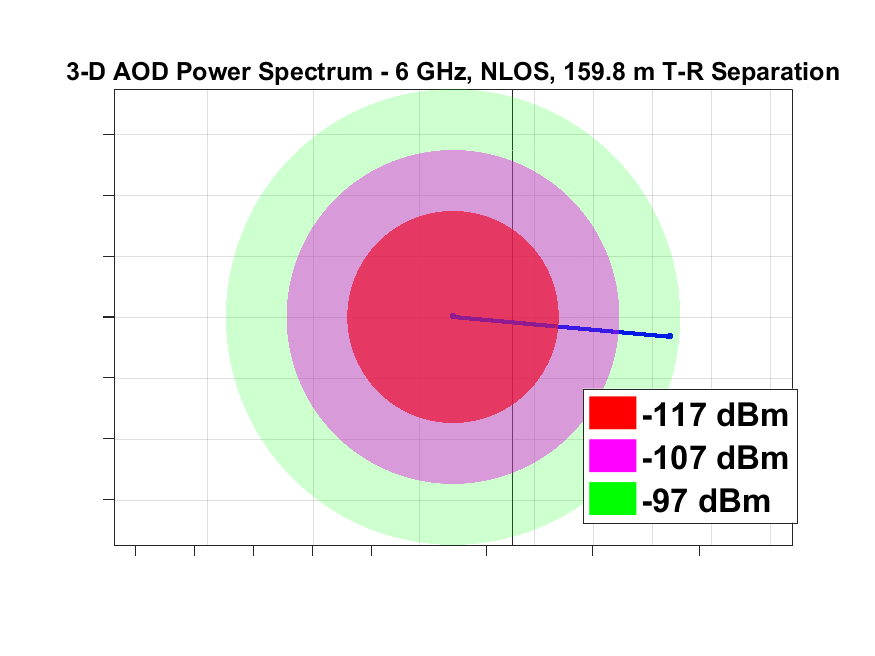 3-D AOD Power Spectrum - 6 GHz, NLOS, 159.8 m T-R Separation
-117 dBm
-107 dBm
-97 dBm